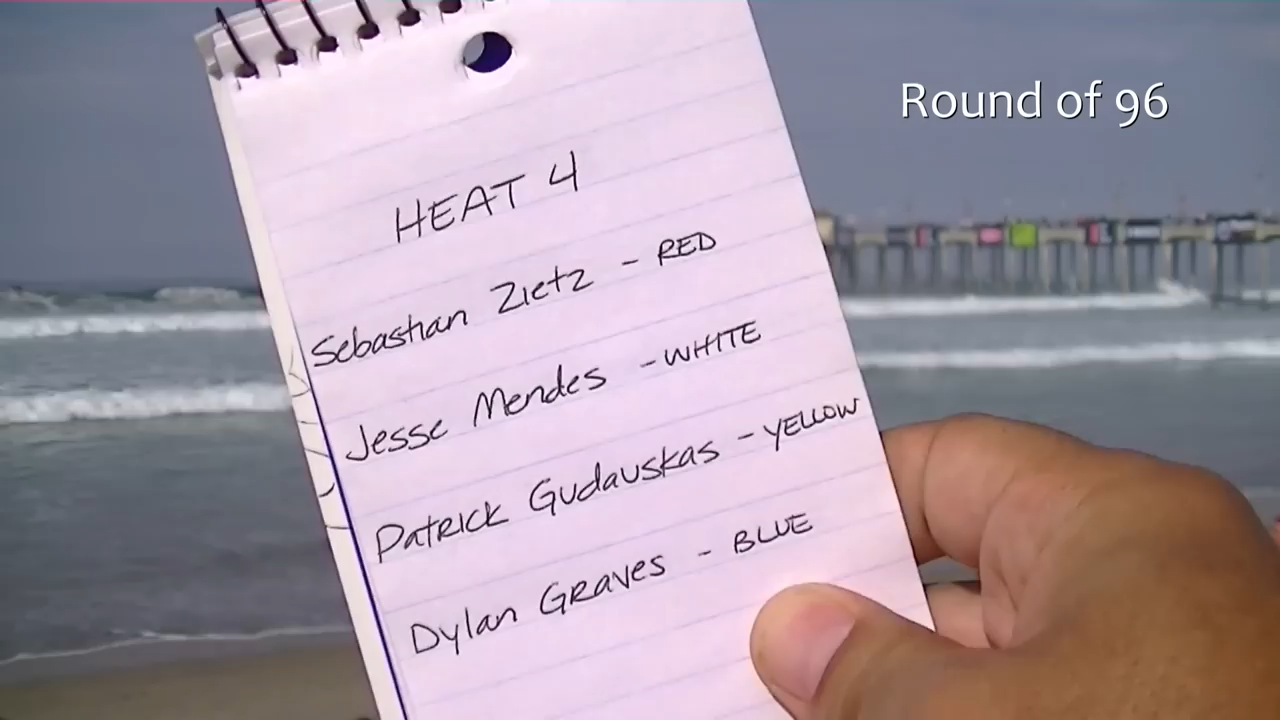 Round of 96
HEAT 4
Sebastian Zietz - RED
Jesse Mendes - WHITE
Patrick Gudauskas - YELLOW
Dylan Graves - BLUE